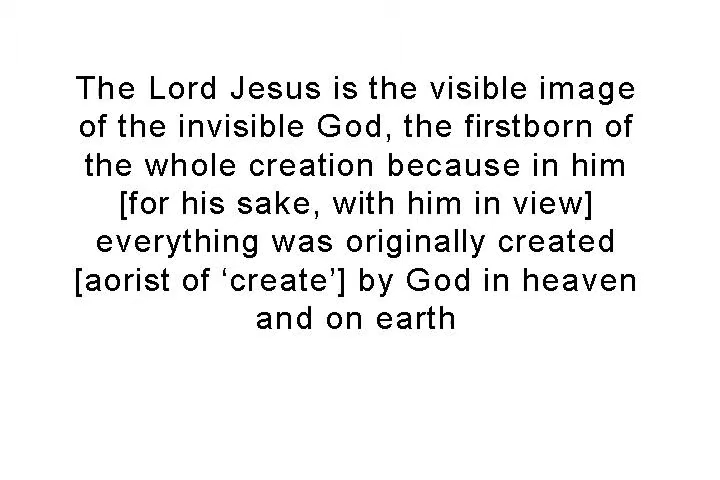 The Lord Jesus is the visible image
of the invisible God, the firstborn of
the whole creation because in him
[for his sake, with him in view]
everything was originally created
[aorist of ‘create’] by God in heaven
and on earth